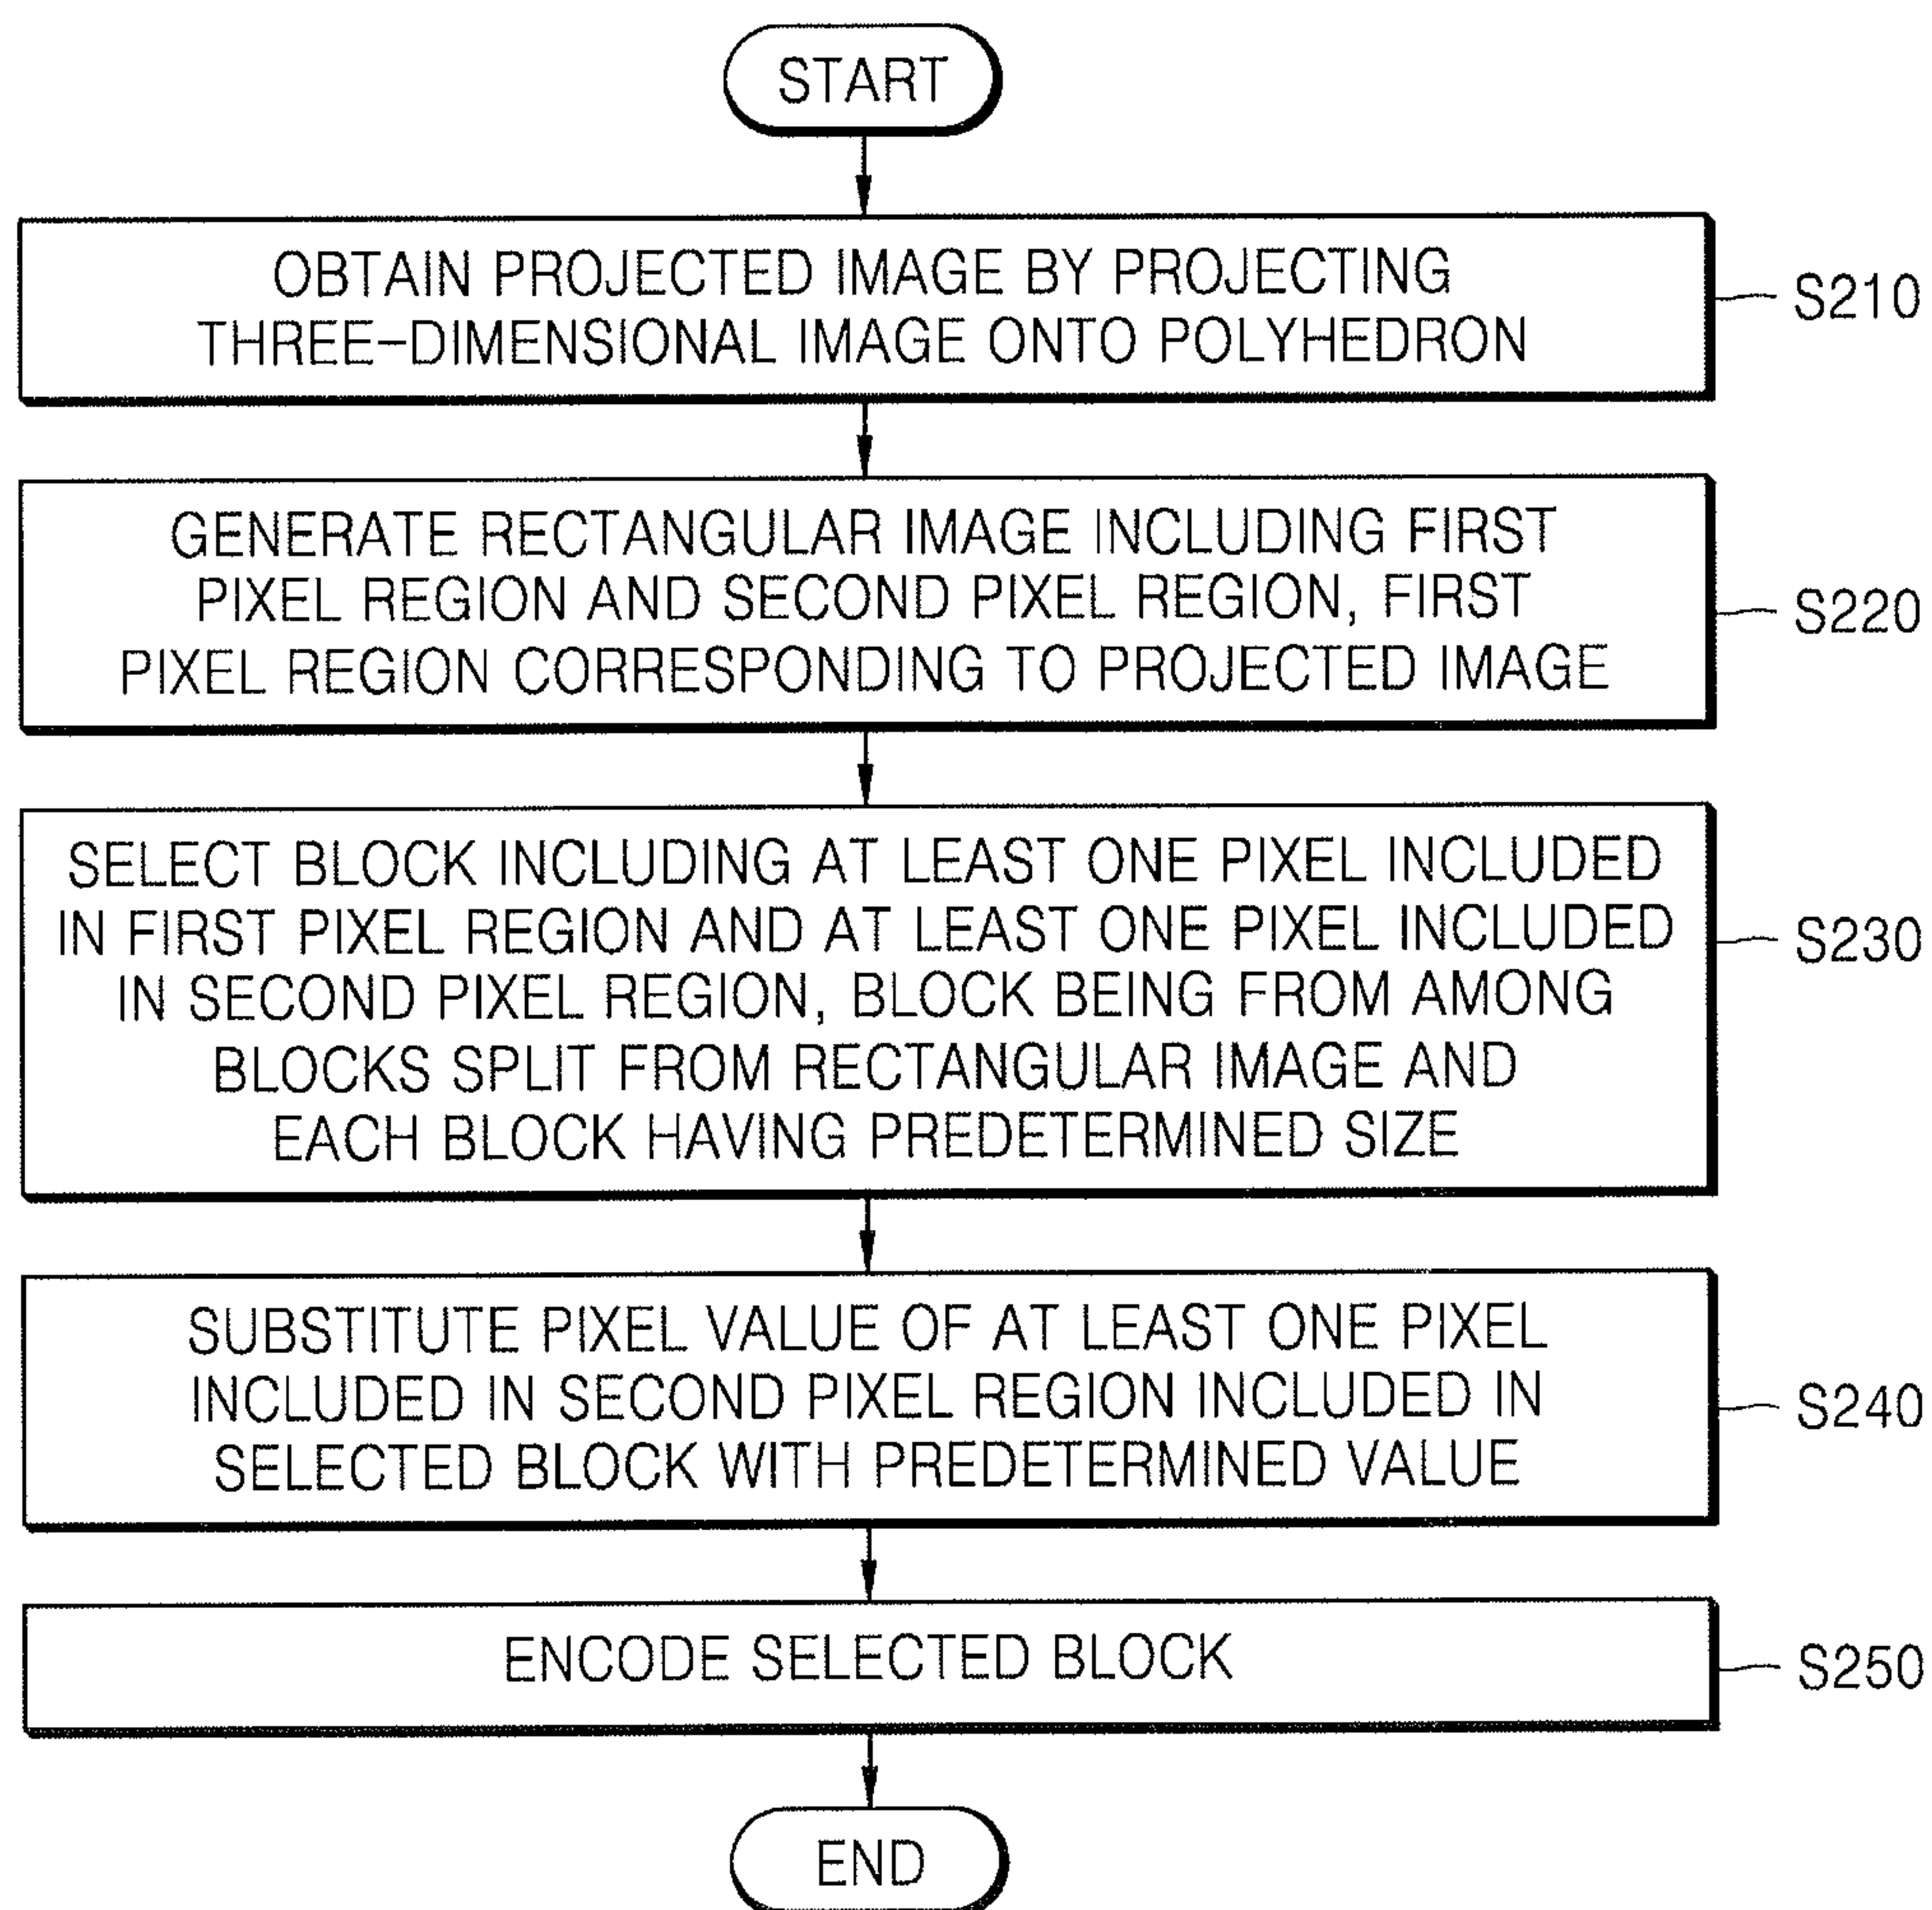 START
OBTAIN PROJECTED IMAGE BY PROJECTING
THREE-DIMENSIONAL IMAGE ONTO POLYHEDRON
S210
GENERATE RECTANGULAR IMAGE INCLUDING FIRST
PIXEL REGION AND SECOND PIXEL REGION, FIRST
PIXEL REGION CORRESPONDING TO PROJECTED IMAGE
S220
SELECT BLOCK INCLUDING AT LEAST ONE PIXEL INCLUDED
IN FIRST PIXEL REGION AND AT LEAST ONE PIXEL INCLUDED
IN SECOND PIXEL REGION, BLOCK BEING FROM AMONG
BLOCKS SPLIT FROM RECTANGULAR IMAGE AND
EACH BLOCK HAVING PREDETERMINED SIZE
S230
SUBSTITUTE PIXEL VALUE OF AT LEAST ONE PIXEL
INCLUDED IN SECOND PIXEL REGION INCLUDED IN
SELECTED BLOCK WITH PREDETERMINED VALUE
S240
ENCODE SELECTED BLOCK
S250
END